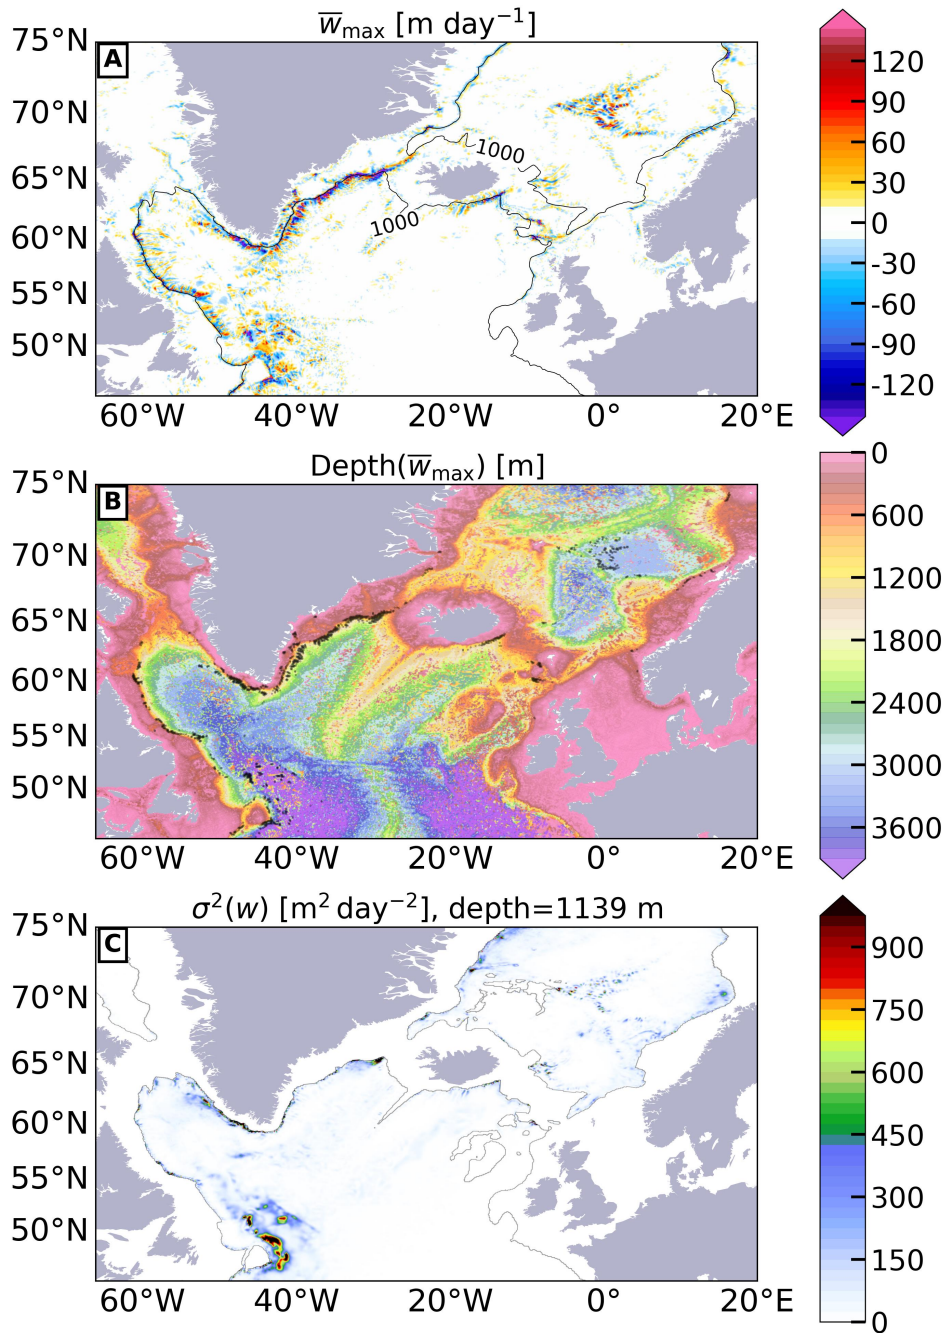 w̅max [m day⁻¹]
A
75°N
70°N
65°N
60°N
55°N
50°N
1000
1000
60°W 40°W 20°W 0° 20°E
120
90
60
30
0
-30
-60
-90
-120
Depth(w̅max) [m]
B
75°N
70°N
65°N
60°N
55°N
50°N
60°W 40°W 20°W 0° 20°E
0
600
1200
1800
2400
3000
3600
σ²(w) [m² day⁻²], depth=1139 m
C
75°N
70°N
65°N
60°N
55°N
50°N
60°W 40°W 20°W 0° 20°E
900
750
600
450
300
150
0